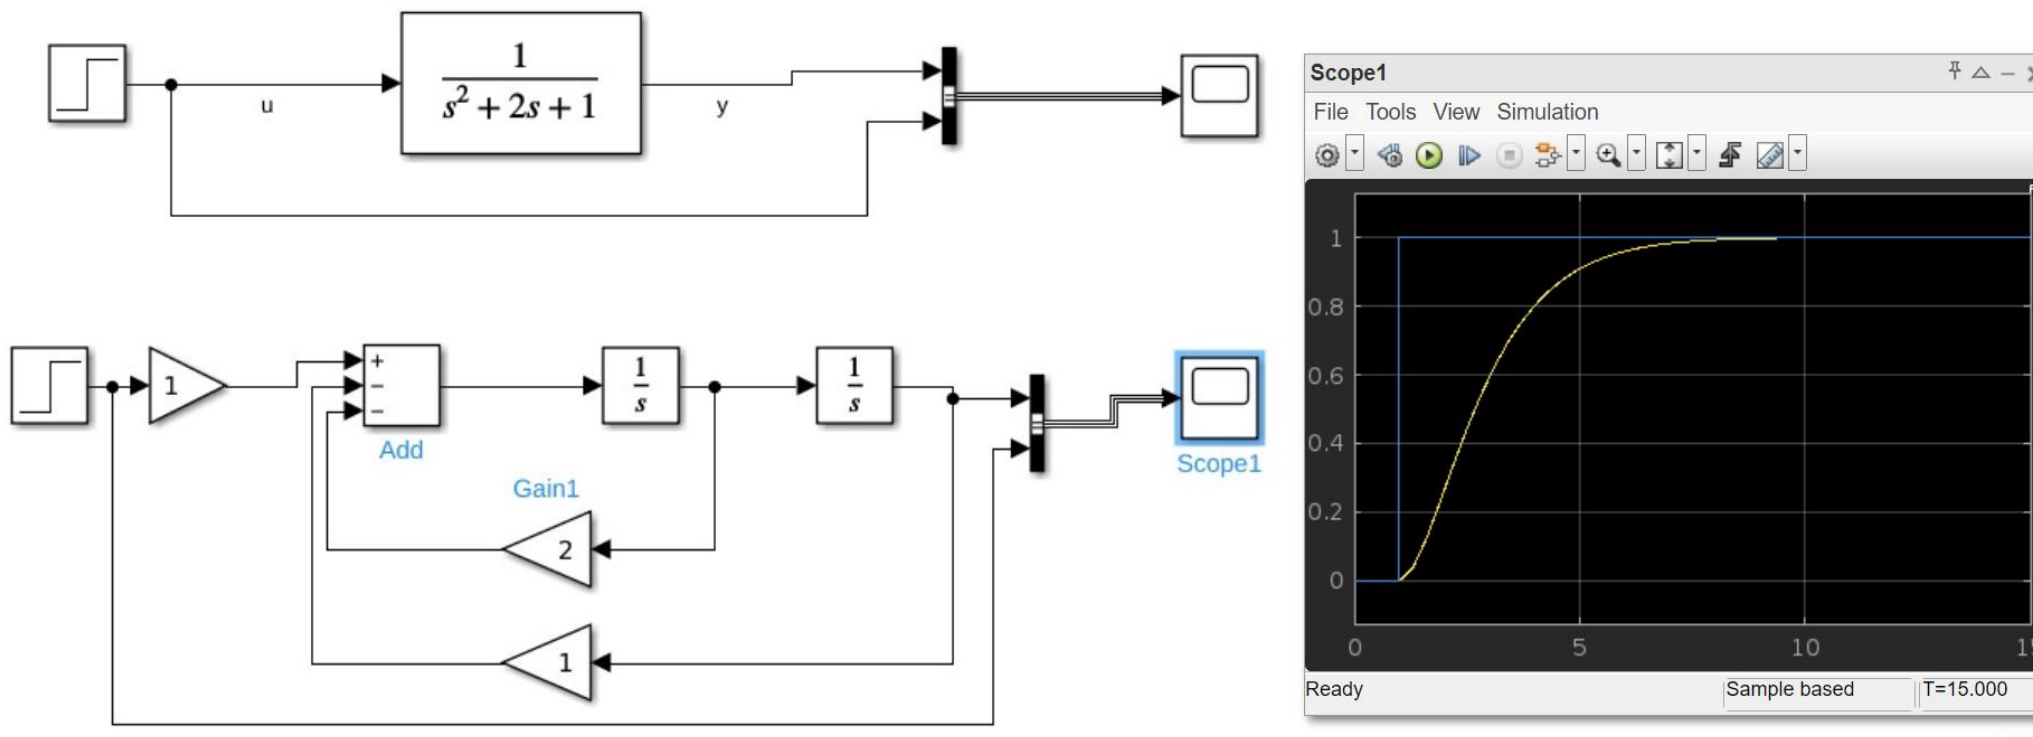 1
s² + 2s + 1
u
y
1
+
−
−
Add
1
s
1
s
Gain1
2
1
Scope1
Scope1
File Tools View Simulation
1
0.8
0.6
0.4
0.2
0
0 5 10
Ready Sample based T=15.000